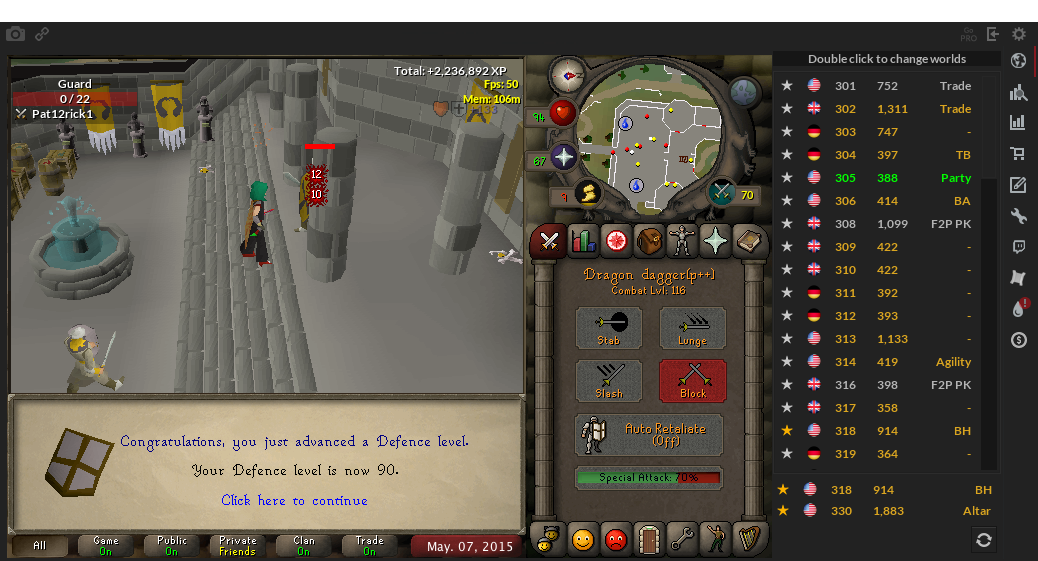 Go
PRO
Double click to change worlds
Guard
0 / 22
Pat12rick1
Total: +2,236,892 XP
Fps: 50
Mem: 106m
12
10
94
67
70
Dragon dagger(p++)
Combat Lvl: 116
Stab
Lunge
Slash
Block
Auto Retaliate
(Off)
Special Attack: 70%
Congratulations, you just advanced a Defence level.
Your Defence level is now 90.
Click here to continue
All
Game
On
Public
On
Private
Friends
Clan
On
Trade
On
May. 07, 2015
301 752 Trade
302 1,311 Trade
303 747 -
304 397 TB
305 388 Party
306 414 BA
308 1,099 F2P PK
309 422 -
310 422 -
311 392 -
312 393 -
313 1,133 -
314 419 Agility
316 398 F2P PK
317 358 -
318 914 BH
319 364 -
318 914 BH
330 1,883 Altar